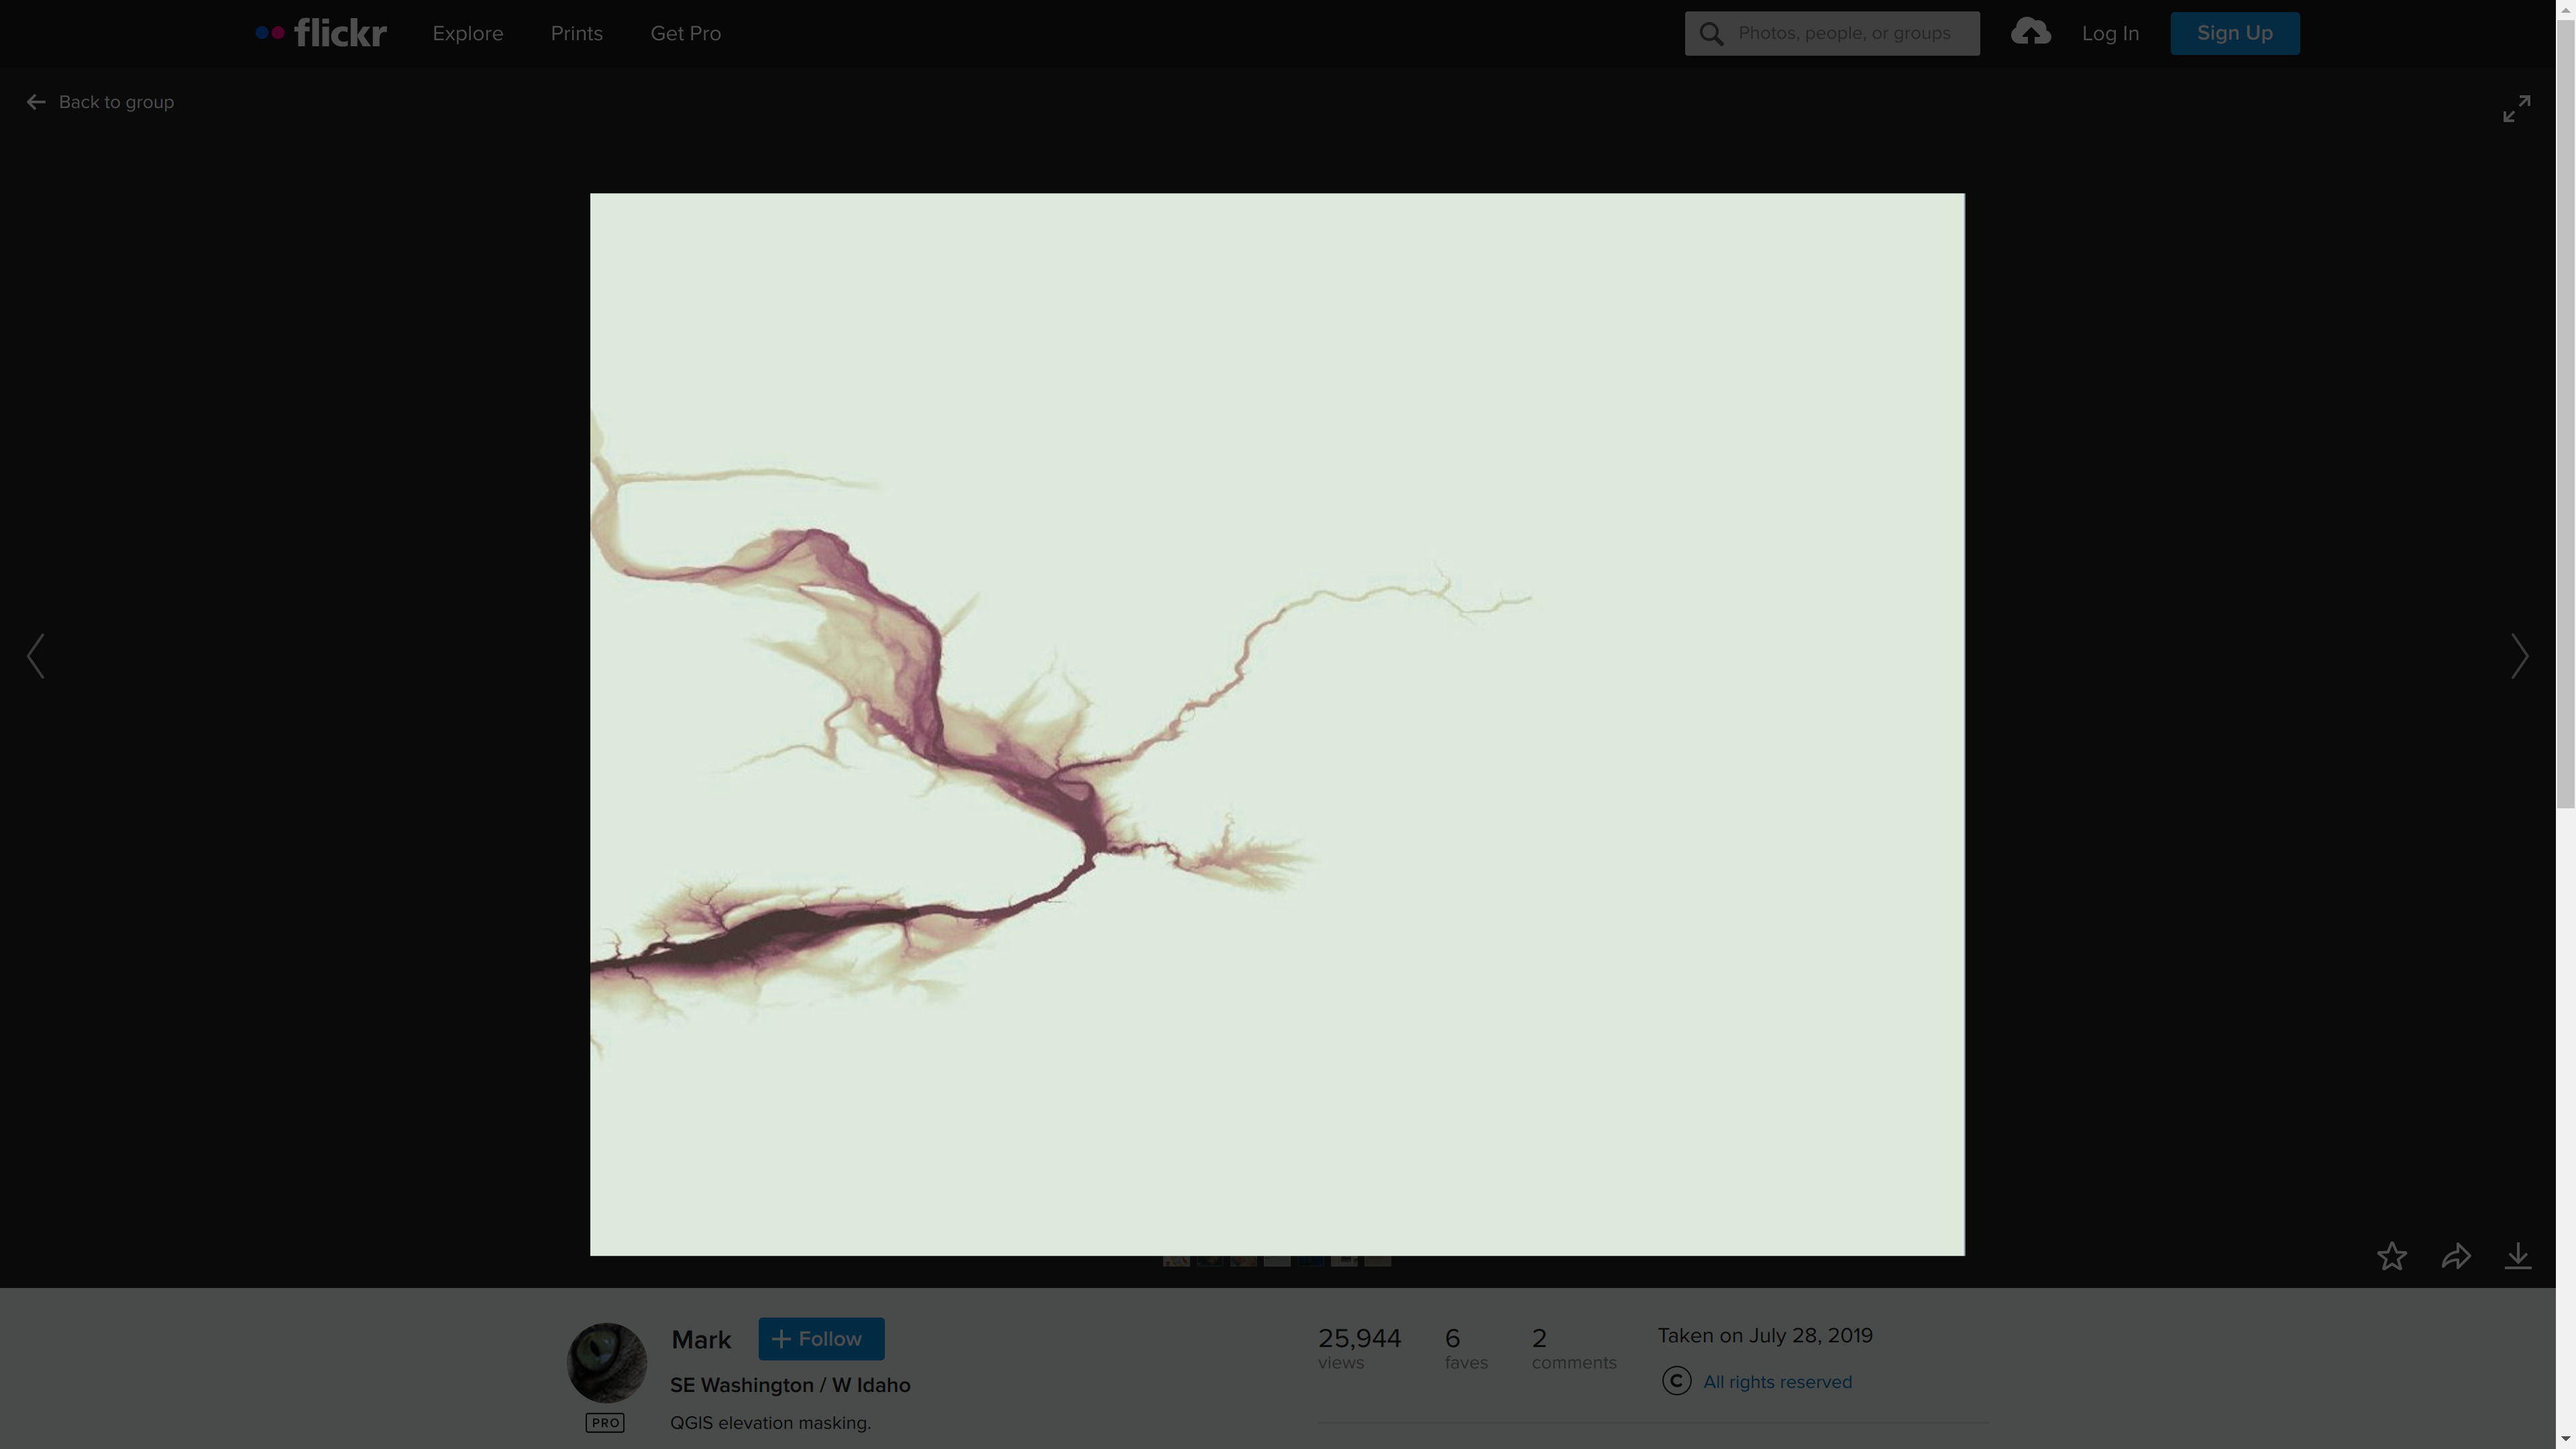 flickr
Explore
Prints
Get Pro
Photos, people, or groups
Log In
Sign Up
Back to group
Mark
Follow
SE Washington / W Idaho
PRO
QGIS elevation masking.
25,944
views
6
faves
2
comments
Taken on July 28, 2019
C
All rights reserved